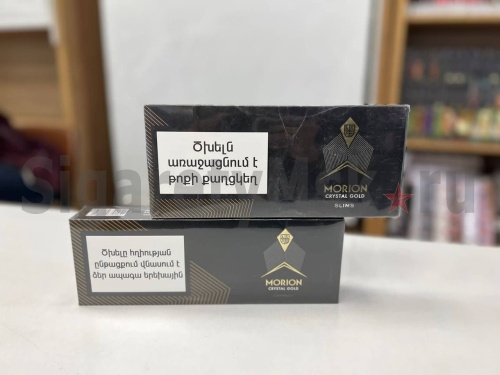 Ծխելն
առաջացնում է
թոքի քաղցկեղ
MORION
CRYSTAL GOLD
SLIMS
Ծխելը հղիության
ընթացքում վնասում է
ձեր ապագա երեխային
MORION
CRYSTAL GOLD